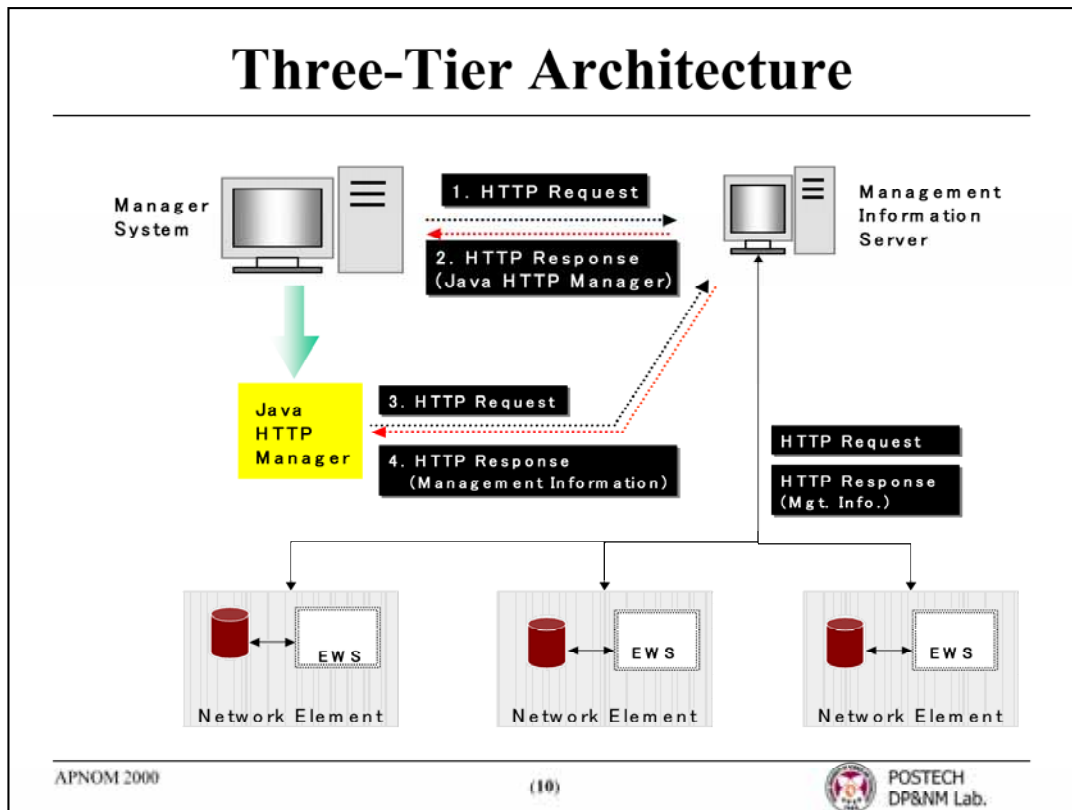 Three-Tier Architecture
Manager
System
1. HTTP Request
2. HTTP Response
(Java HTTP Manager)
Management
Information
Server
Java
HTTP
Manager
3. HTTP Request
4. HTTP Response
(Management Information)
HTTP Request
HTTP Response
(Mgt. Info.)
EWS
Network Element
EWS
Network Element
EWS
Network Element
APNOM 2000
(10)
POSTECH
DP&NM Lab.